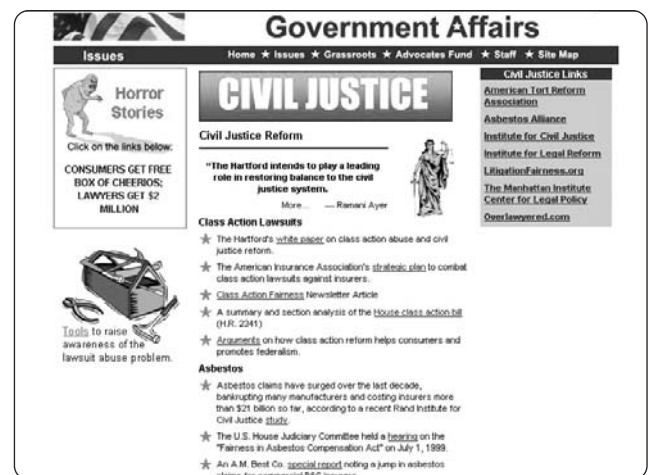 Government Affairs
Issues
Home ★ Issues ★ Grassroots ★ Advocates Fund ★ Staff ★ Site Map
Horror
Stories
Click on the links below:
CONSUMERS GET FREE
BOX OF CHEERIOS;
LAWYERS GET $2
MILLION
Tools to raise
awareness of the
lawsuit abuse problem.
CIVIL JUSTICE
Civil Justice Reform
"The Hartford intends to play a leading
role in restoring balance to the civil
justice system.
More... — Ramani Ayer
Class Action Lawsuits
The Hartford's white paper on class action abuse and civil
justice reform.
The American Insurance Association's strategic plan to combat
class action lawsuits against insurers.
Class Action Fairness Newsletter Article
A summary and section analysis of the House class action bill
(H.R. 2341)
Arguments on how class action reform helps consumers and
promotes federalism.
Asbestos
Asbestos claims have surged over the last decade,
bankrupting many manufacturers and costing insurers more
than $21 billion so far, according to a recent Rand Institute for
Civil Justice study.
The U.S. House Judiciary Committee held a hearing on the
"Fairness in Asbestos Compensation Act" on July 1, 1999.
An A.M. Best Co. special report noting a jump in asbestos
Civil Justice Links
American Tort Reform
Association
Asbestos Alliance
Institute for Civil Justice
Institute for Legal Reform
LitigationFairness.org
The Manhattan Institute
Center for Legal Policy
Overlawyered.com